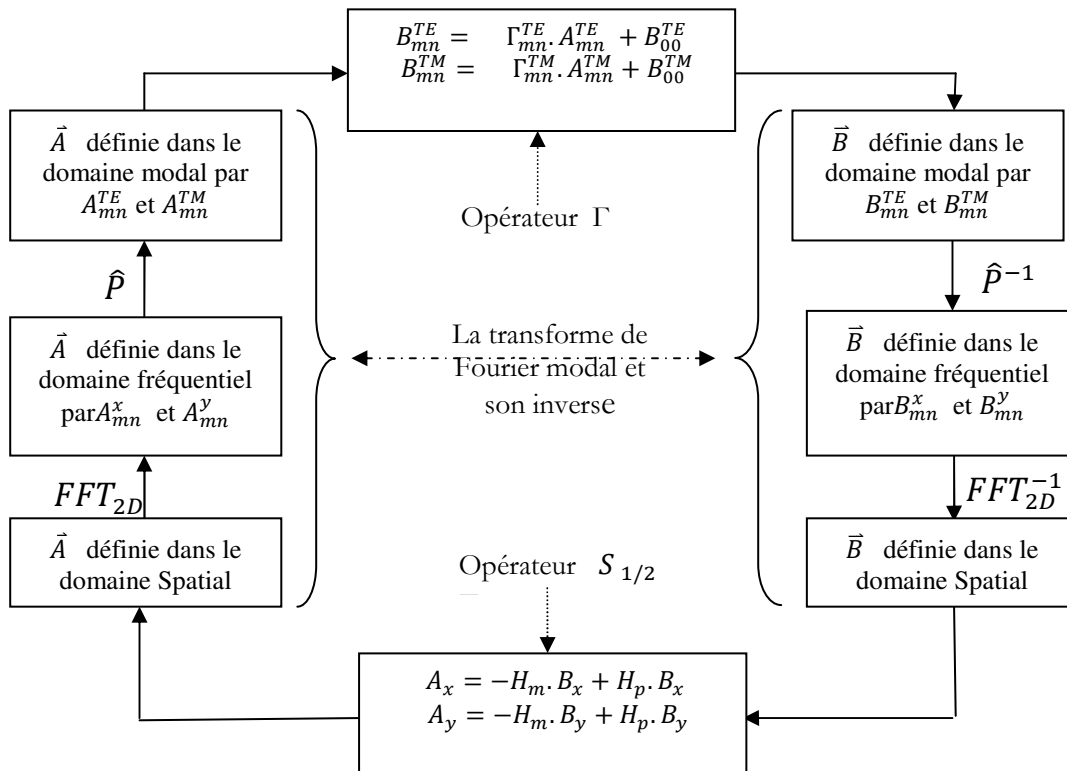 B_{mn}^{TE} = Γ_{mn}^{TE}. A_{mn}^{TE} + B_{00}^{TE}
B_{mn}^{TM} = Γ_{mn}^{TM}. A_{mn}^{TM} + B_{00}^{TM}
A⃗ définie dans le
domaine modal par
A_{mn}^{TE} et A_{mn}^{TM}
B⃗ définie dans le
domaine modal par
B_{mn}^{TE} et B_{mn}^{TM}
Opérateur Γ
P̂
P̂^{-1}
A⃗ définie dans le
domaine fréquentiel
parA_{mn}^{x} et A_{mn}^{y}
La transforme de
Fourier modal et
son inverse
B⃗ définie dans le
domaine fréquentiel
parB_{mn}^{x} et B_{mn}^{y}
FFT_{2D}
FFT_{2D}^{-1}
A⃗ définie dans le
domaine Spatial
Opérateur S_{1/2}
B⃗ définie dans le
domaine Spatial
A_x = −H_m. B_x + H_p. B_x
A_y = −H_m. B_y + H_p. B_y